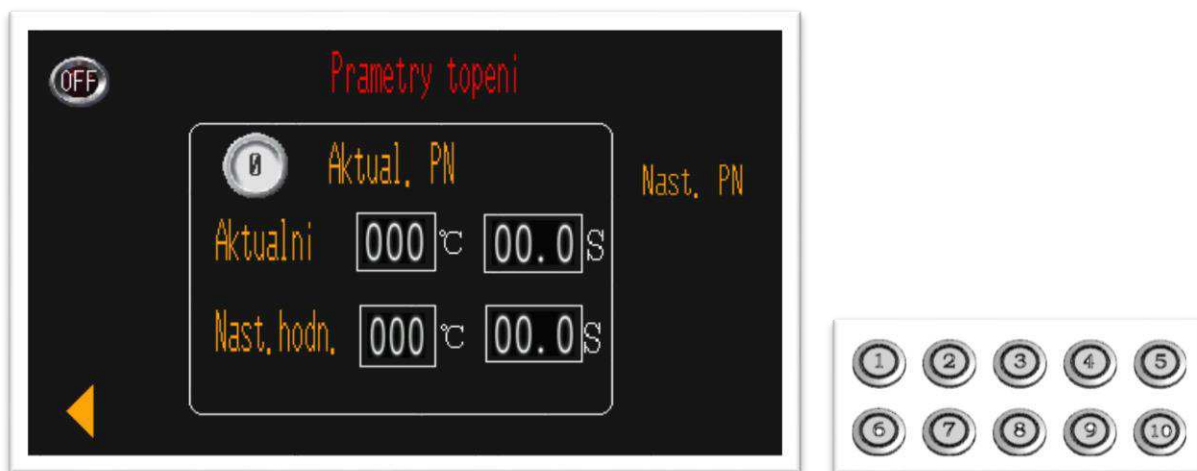 OFF
Prametry topeni
0 Aktual. PN
Nast. PN
Aktualni 000 °C 00.0 S
Nast.hodn. 000 °C 00.0 S
1 2 3 4 5
6 7 8 9 10